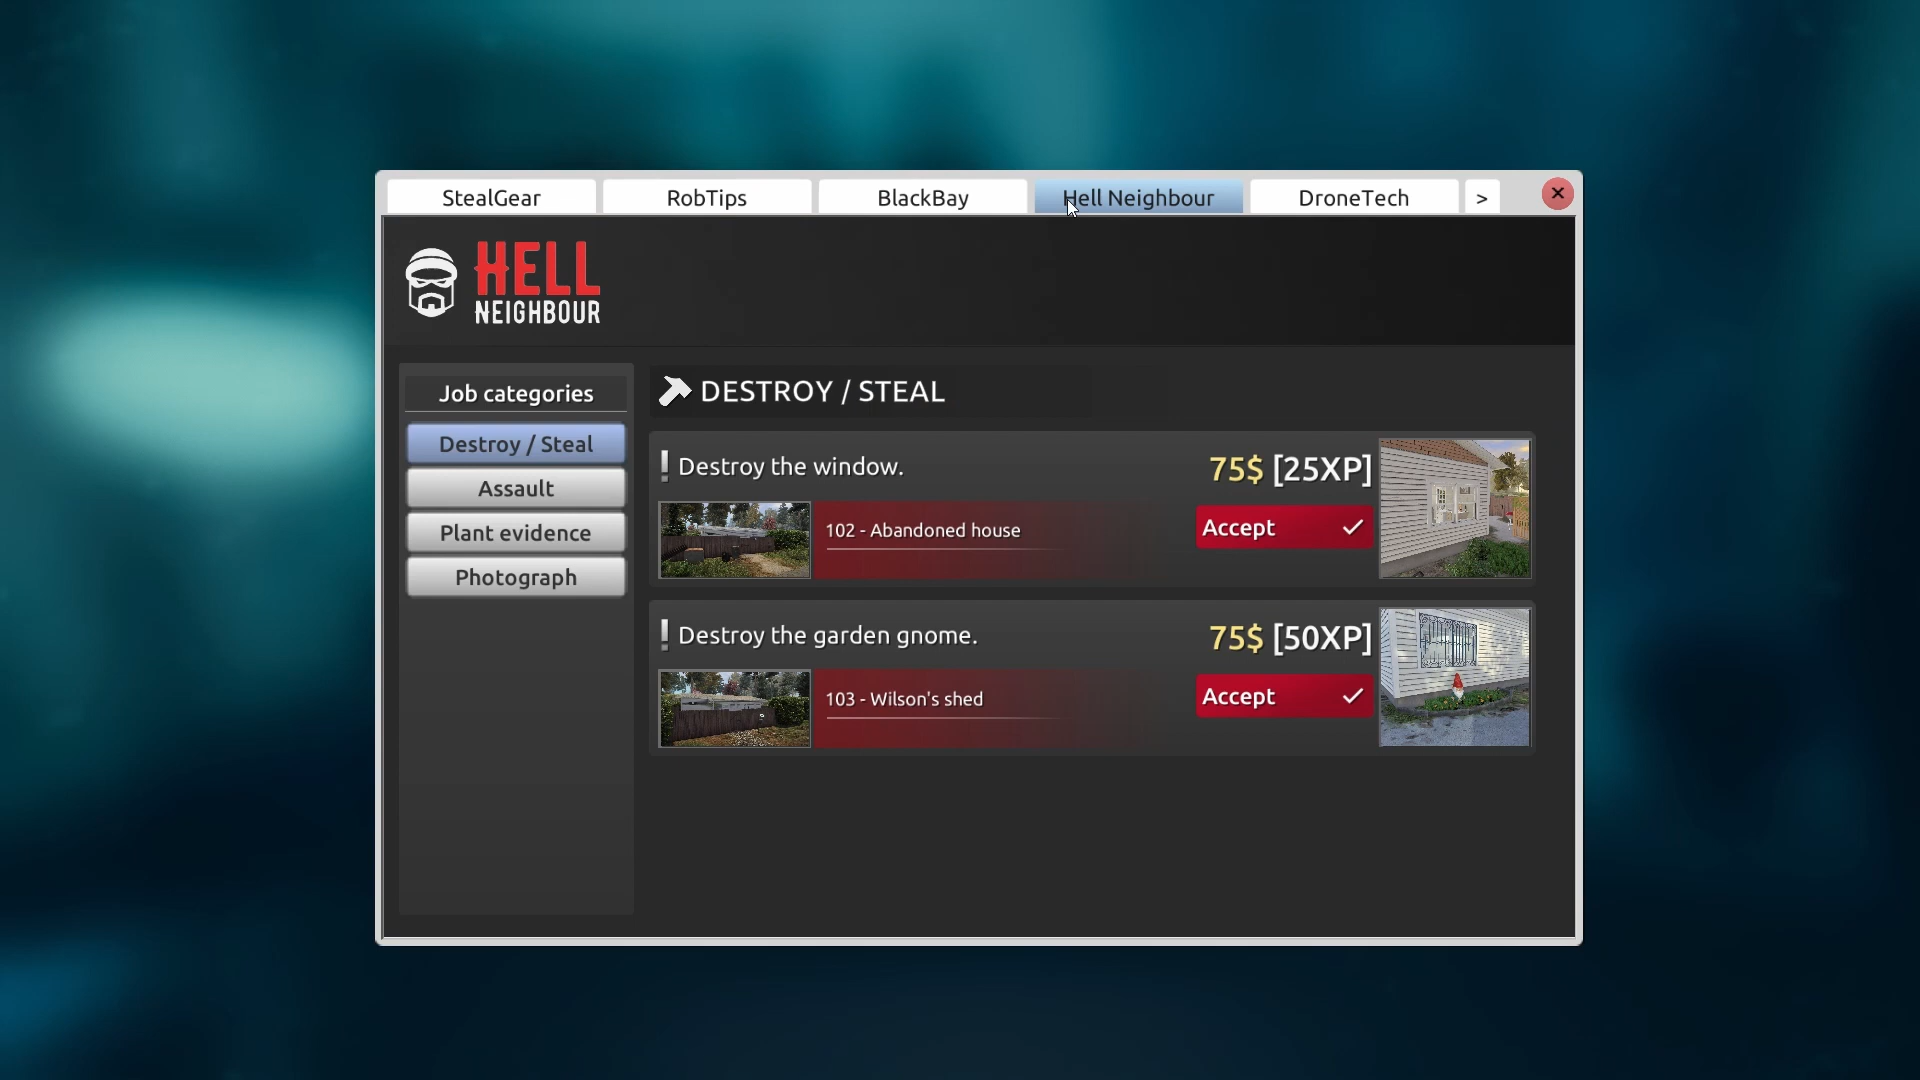 StealGear
RobTips
BlackBay
Hell Neighbour
DroneTech
>
HELL
NEIGHBOUR
Job categories
Destroy / Steal
Assault
Plant evidence
Photograph
DESTROY / STEAL
Destroy the window.
75$ [25XP]
102 - Abandoned house
Accept
Destroy the garden gnome.
75$ [50XP]
103 - Wilson's shed
Accept